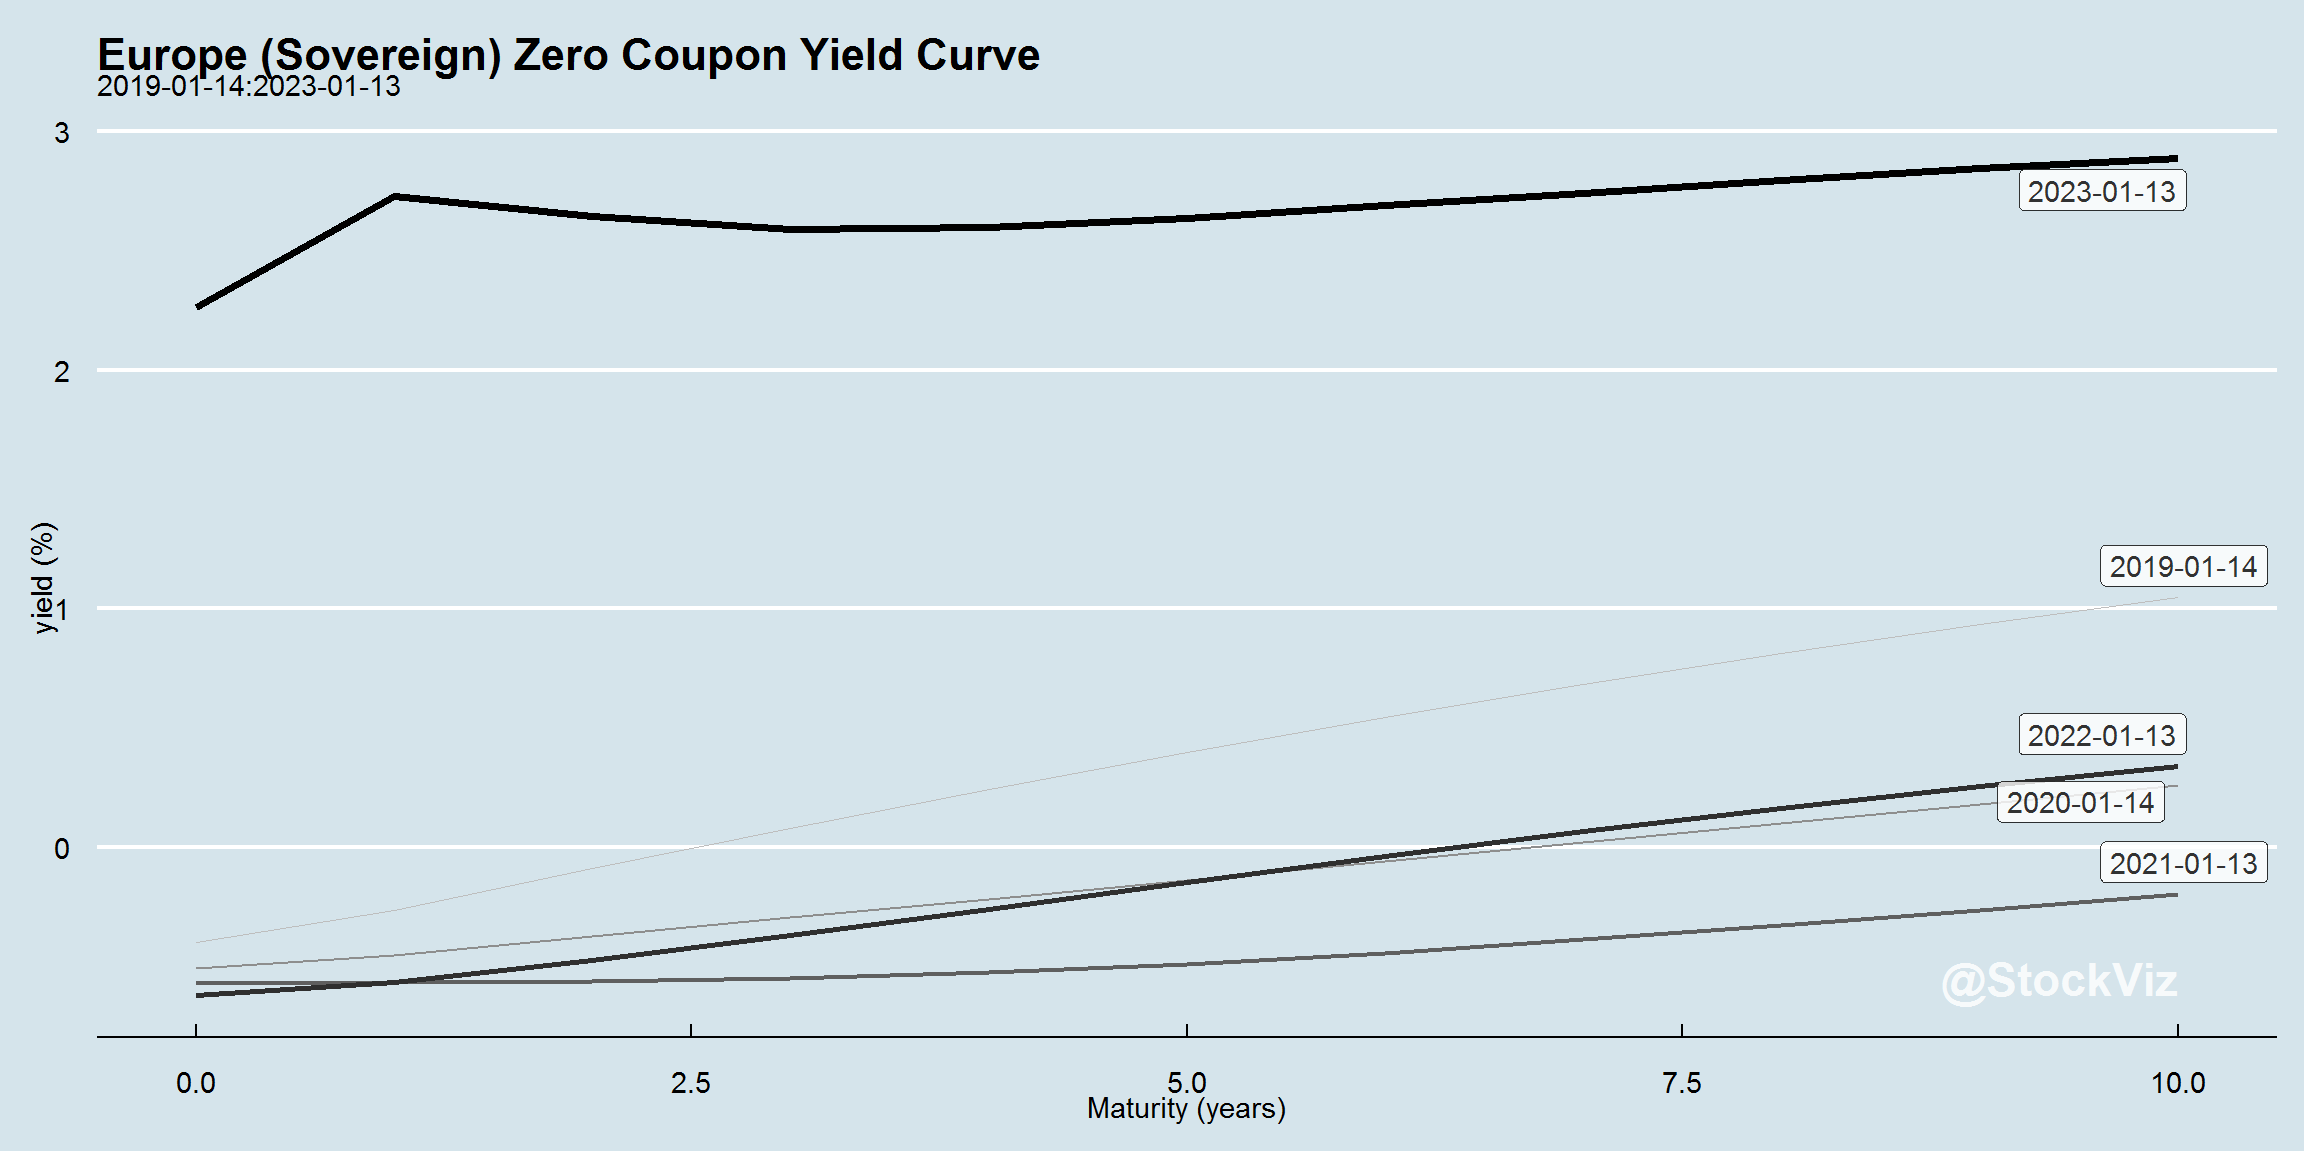 Europe (Sovereign) Zero Coupon Yield Curve
2019-01-14:2023-01-13
3
2023-01-13
2
yield (%)
2019-01-14
1
2022-01-13
2020-01-14
0
2021-01-13
@StockViz
0.0 2.5 5.0 7.5 10.0
Maturity (years)